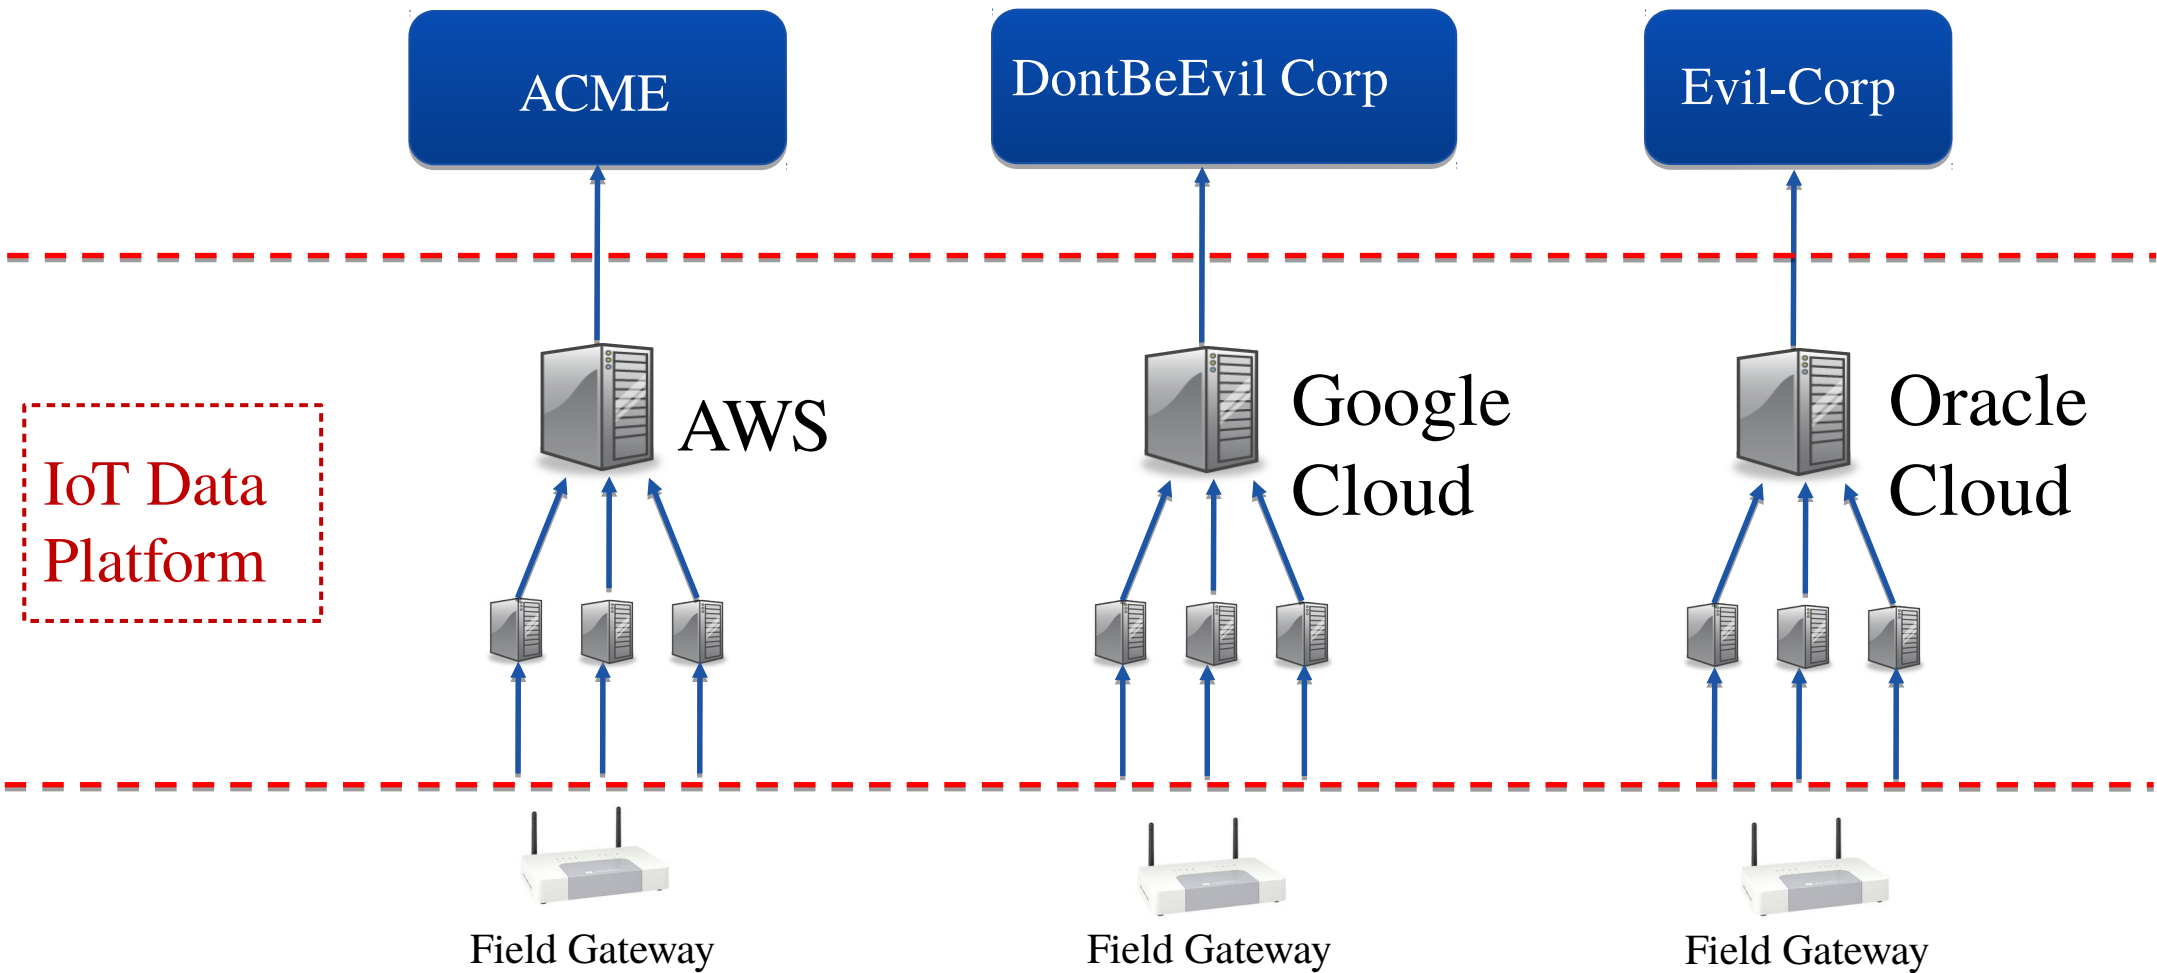 ACME
DontBeEvil Corp
Evil-Corp
IoT Data
Platform
AWS
Google
Cloud
Oracle
Cloud
Field Gateway
Field Gateway
Field Gateway